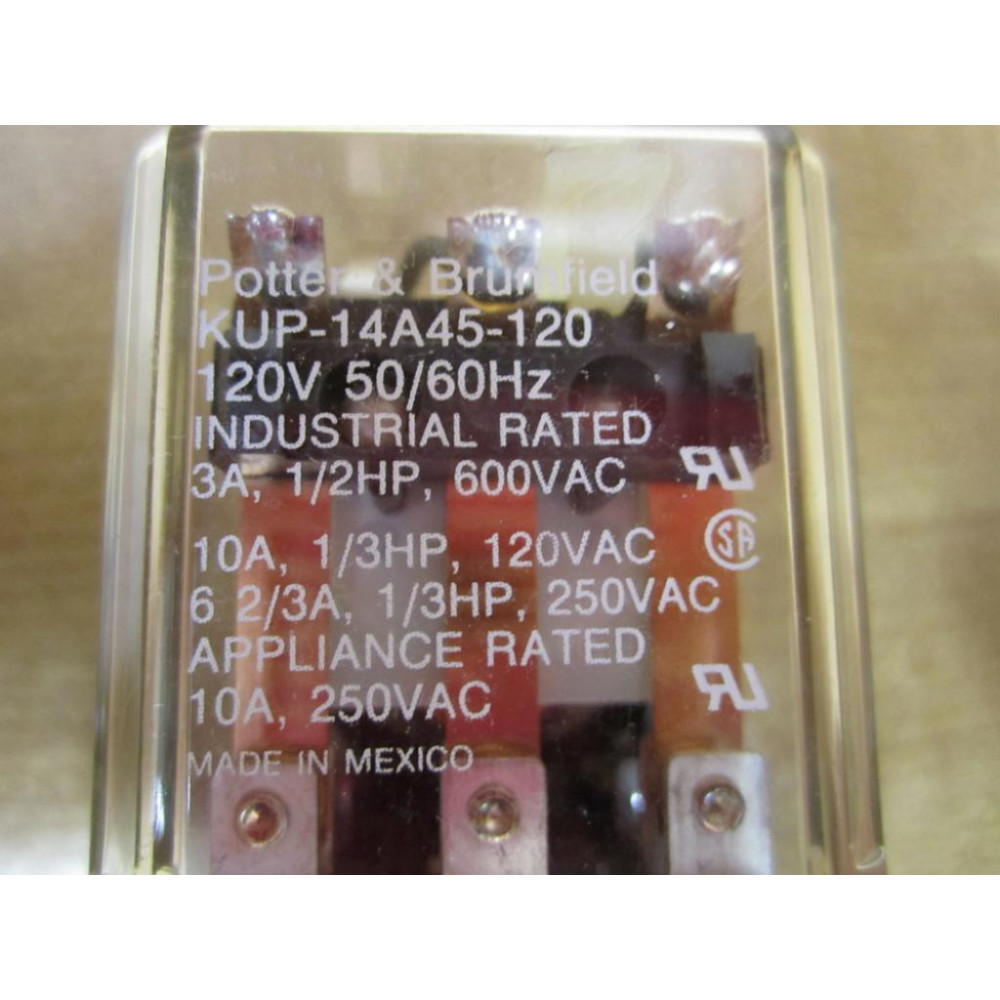 Potter & Brumfield
KUP-14A45-120
120V 50/60Hz
INDUSTRIAL RATED
3A, 1/2HP, 600VAC
10A, 1/3HP, 120VAC
6 2/3A, 1/3HP, 250VAC
APPLIANCE RATED
10A, 250VAC
MADE IN MEXICO